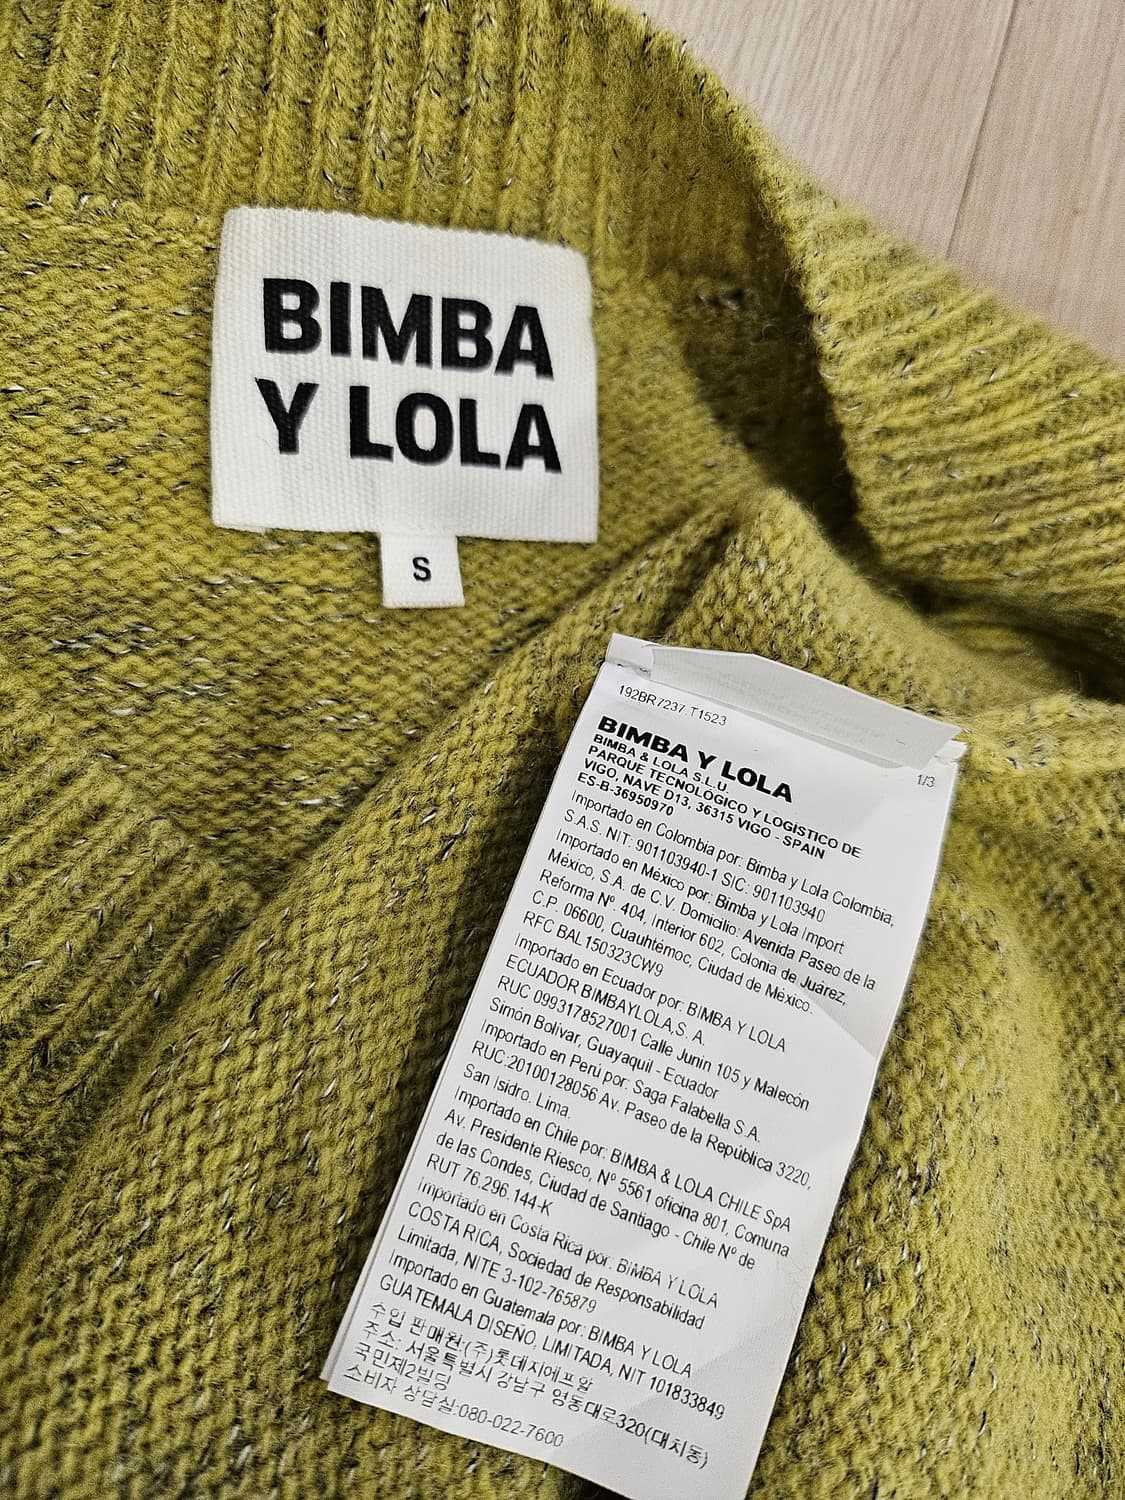 BIMBA
Y LOLA
S
192BR7237.T1523
1/3
BIMBA Y LOLA
BIMBA & LOLA S.L.U.
PARQUE TECNOLÓGICO Y LOGÍSTICO DE
VIGO, NAVE D13, 36315 VIGO - SPAIN
ES-B-36950970
Importado en Colombia por: Bimba y Lola Colombia,
S.A.S. NIT: 901103940-1 SIC: 901103940
Importado en México por: Bimba y Lola Import
México, S.A. de C.V. Domicilio: Avenida Paseo de la
Reforma Nº 404, Interior 602, Colonia de Juárez,
C.P. 06600, Cuauhtémoc, Ciudad de México.
RFC BAL150323CW9
Importado en Ecuador por: BIMBA Y LOLA
ECUADOR BIMBAYLOLA,S. A.
RUC 0993178527001 Calle Junin 105 y Malecón
Simón Bolivar, Guayaquil - Ecuador
Importado en Perú por: Saga Falabella S.A.
RUC:20100128056 Av. Paseo de la República 3220,
San Isidro. Lima.
Importado en Chile por: BIMBA & LOLA CHILE SpA
Av. Presidente Riesco, Nº 5561 oficina 801, Comuna
de las Condes, Ciudad de Santiago - Chile Nº de
RUT 76.296.144-K
Importado en Costa Rica por: BIMBA Y LOLA
COSTA RICA, Sociedad de Responsabilidad
Limitada, NITE 3-102-765879
Importado en Guatemala por: BIMBA Y LOLA
GUATEMALA DISEÑO, LIMITADA, NIT 101833849
수입 판매원:(주)롯데지에프알
주소: 서울특별시 강남구 영동대로320(대치동)
국민제2빌딩
소비자 상담실:080-022-7600